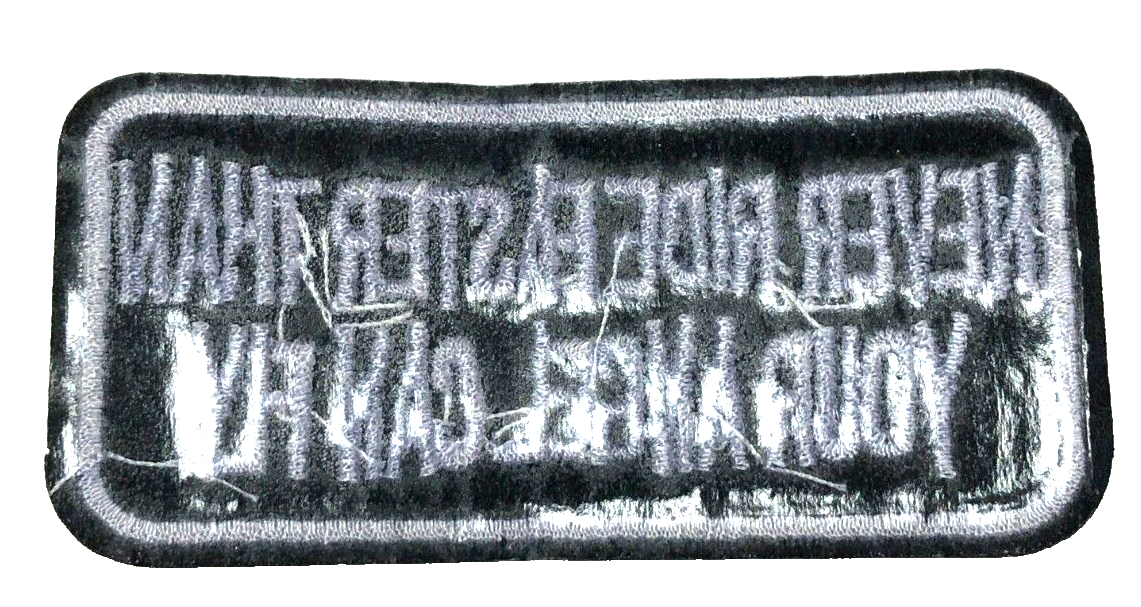 NEVER RIDE FASTER THAN
YOUR ANGEL CAN FLY